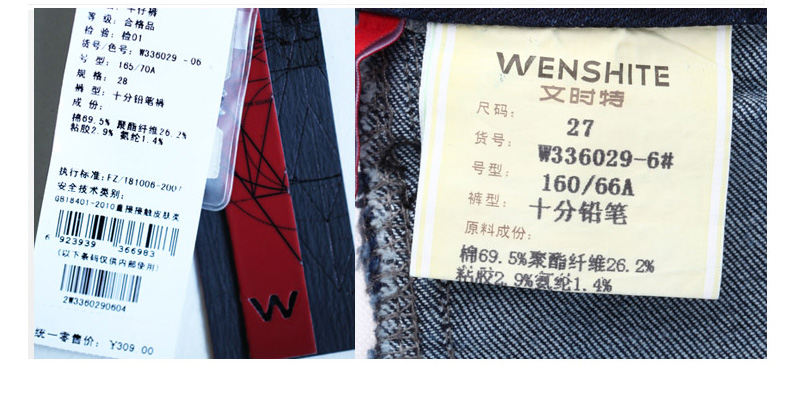 等 级: 合格品
检 验: 检01
货号/色号: W336029 - 06
号 型: 165/70A
规 格: 28
裤 型: 十分铅笔裤
成 份:
棉69.5% 聚酯纤维26.2%
粘胶2.9% 氨纶1.4%
执行标准: FZ/T81006-2007
安全技术类别:
GB18401-2010直接接触皮肤类
6 923939 366983
(以下条码仅供内部使用)
2W3360290604
统一零售价: ¥309 00
W
WENSHITE
文时特
尺码:
27
货号:
W336029-6#
号型:
160/66A
裤型: 十分铅笔
原料成份:
棉69.5%聚酯纤维26.2%
粘胶2.9%氨纶1.4%